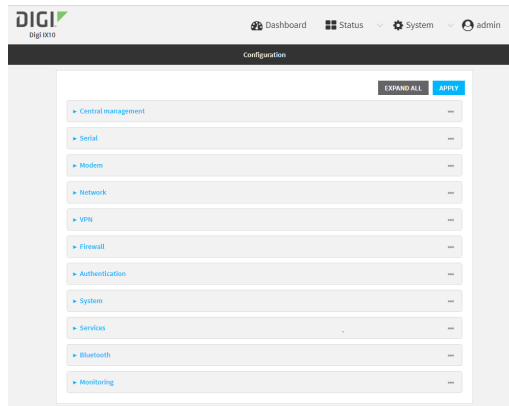 DIGI
Digi IX10
Dashboard
Status
System
admin
Configuration
EXPAND ALL
APPLY
Central management
Serial
Modem
Network
VPN
Firewall
Authentication
System
Services
Bluetooth
Monitoring